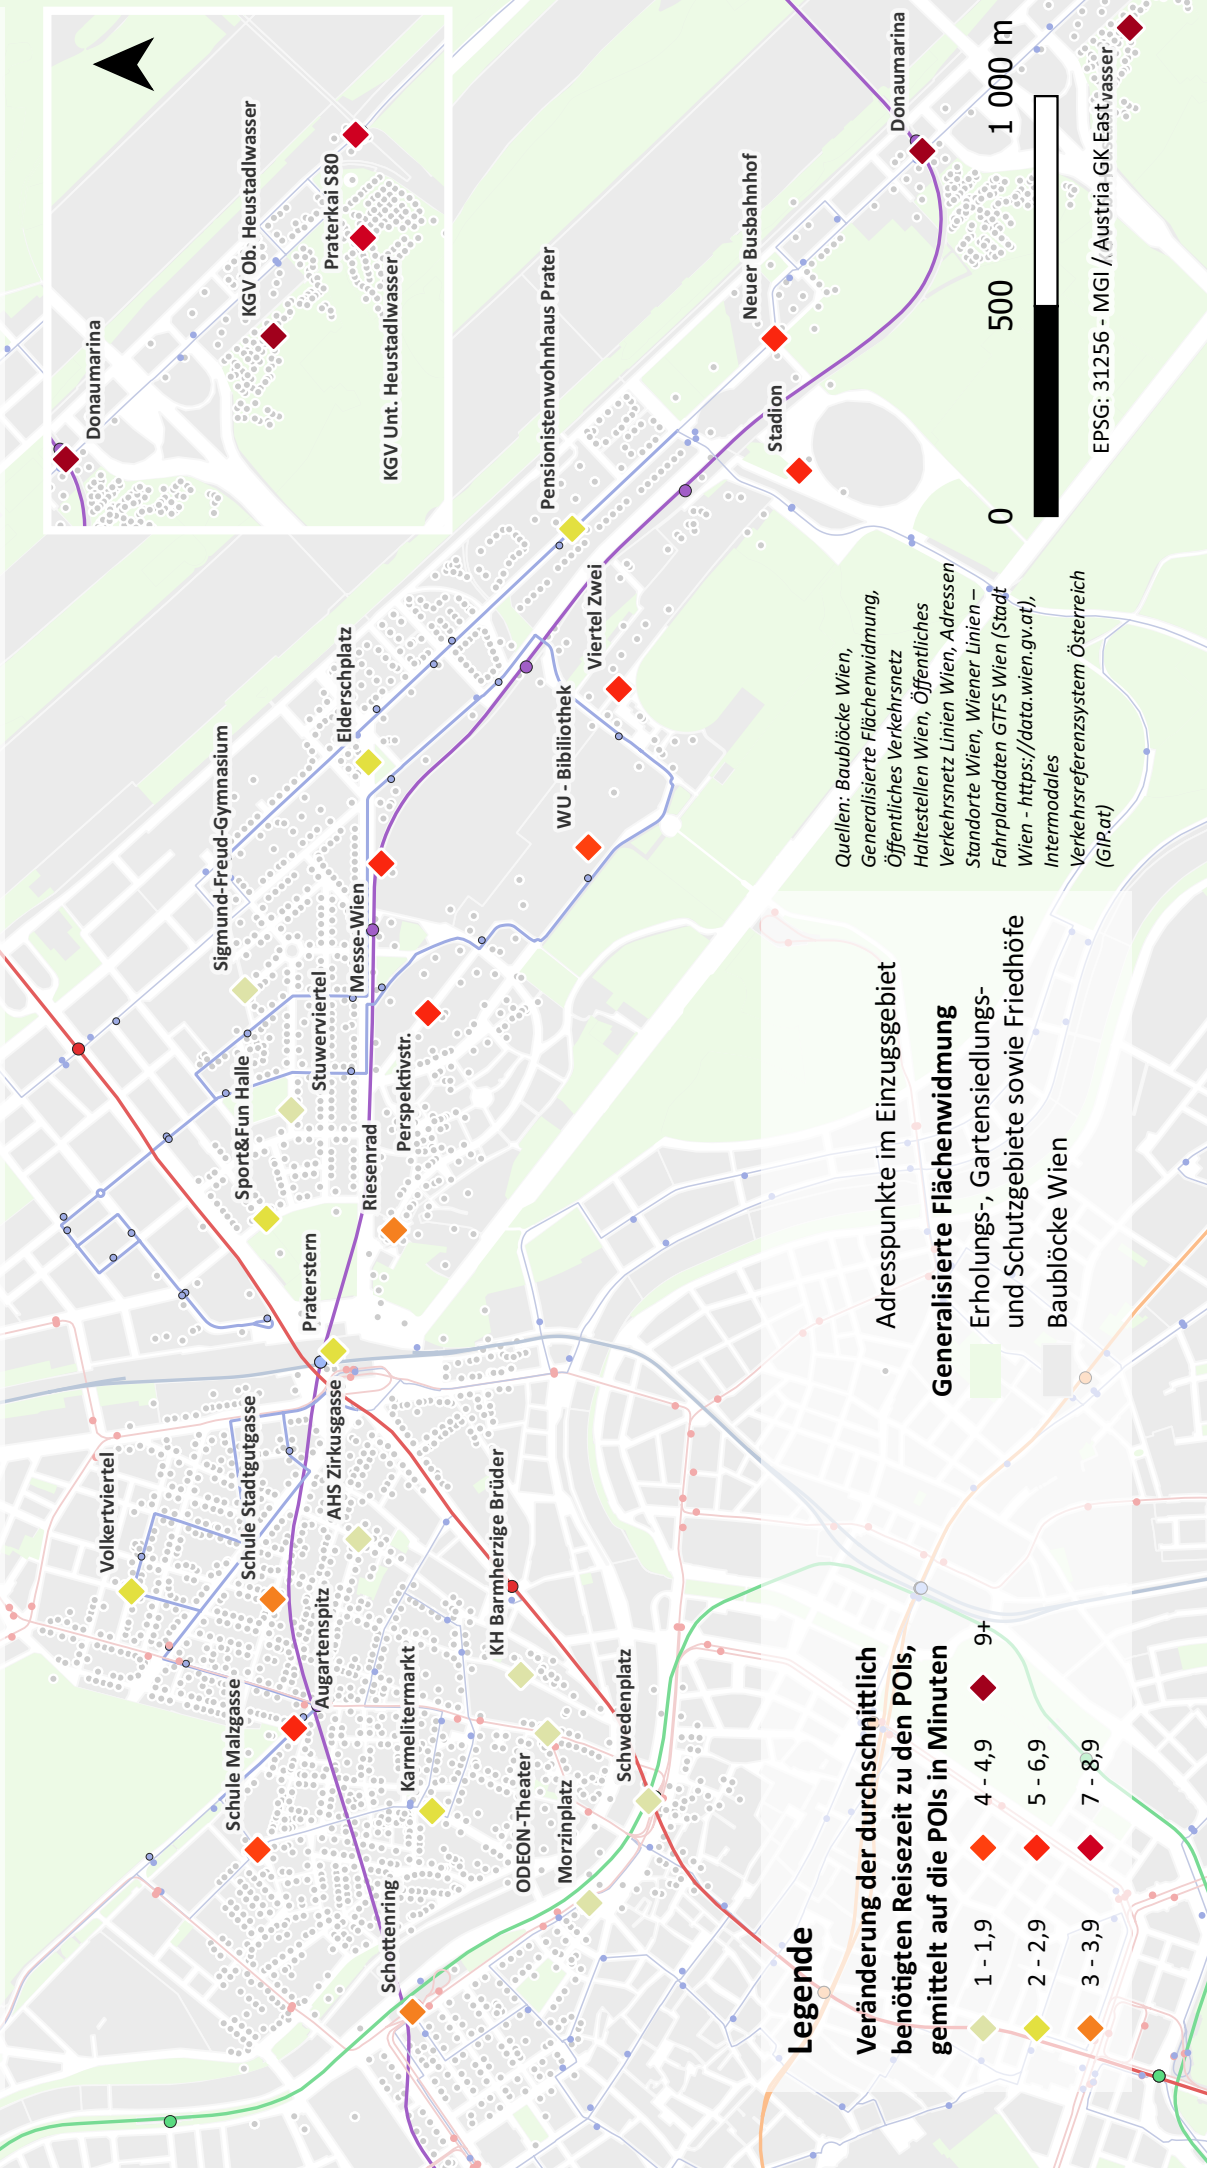 Donaumarina
KGV Ob. Heustadlwasser
Praterkai S80
KGV Unt. Heustadlwasser
Volkertviertel
Schule Stadtgutgasse
AHS Zirkusgasse
Praterstern
Sport&Fun Halle
Sigmund-Freud-Gymnasium
Stuwerviertel
Messe-Wien
Elderschplatz
Riesenrad
Perspektivstr.
WU - Bibiliothek
Viertel Zwei
Pensionistenwohnhaus Prater
Stadion
Neuer Busbahnhof
Donaumarina
Schule Malzgasse
Augartenspitz
Karmelitermarkt
KH Barmherzige Brüder
Schottenring
ODEON-Theater
Morzinplatz
Schwedenplatz
Legende
Veränderung der durchschnittlich
benötigten Reisezeit zu den POIs,
gemittelt auf die POIs in Minuten
1 - 1,9
2 - 2,9
3 - 3,9
4 - 4,9
5 - 6,9
7 - 8,9
9+
Adresspunkte im Einzugsgebiet
Generalisierte Flächenwidmung
Erholungs-, Gartensiedlungs-
und Schutzgebiete sowie Friedhöfe
Baublöcke Wien
Quellen: Baublöcke Wien,
Generalisierte Flächenwidmung,
Öffentliches Verkehrsnetz
Haltestellen Wien, Öffentliches
Verkehrsnetz Linien Wien, Adressen
Standorte Wien, Wiener Linien –
Fahrplandaten GTFS Wien (Stadt
Wien - https://data.wien.gv.at),
Intermodales
Verkehrsreferenzsystem Österreich
(GIP.at)
0 500 1 000 m
EPSG: 31256 - MGI / Austria GK East